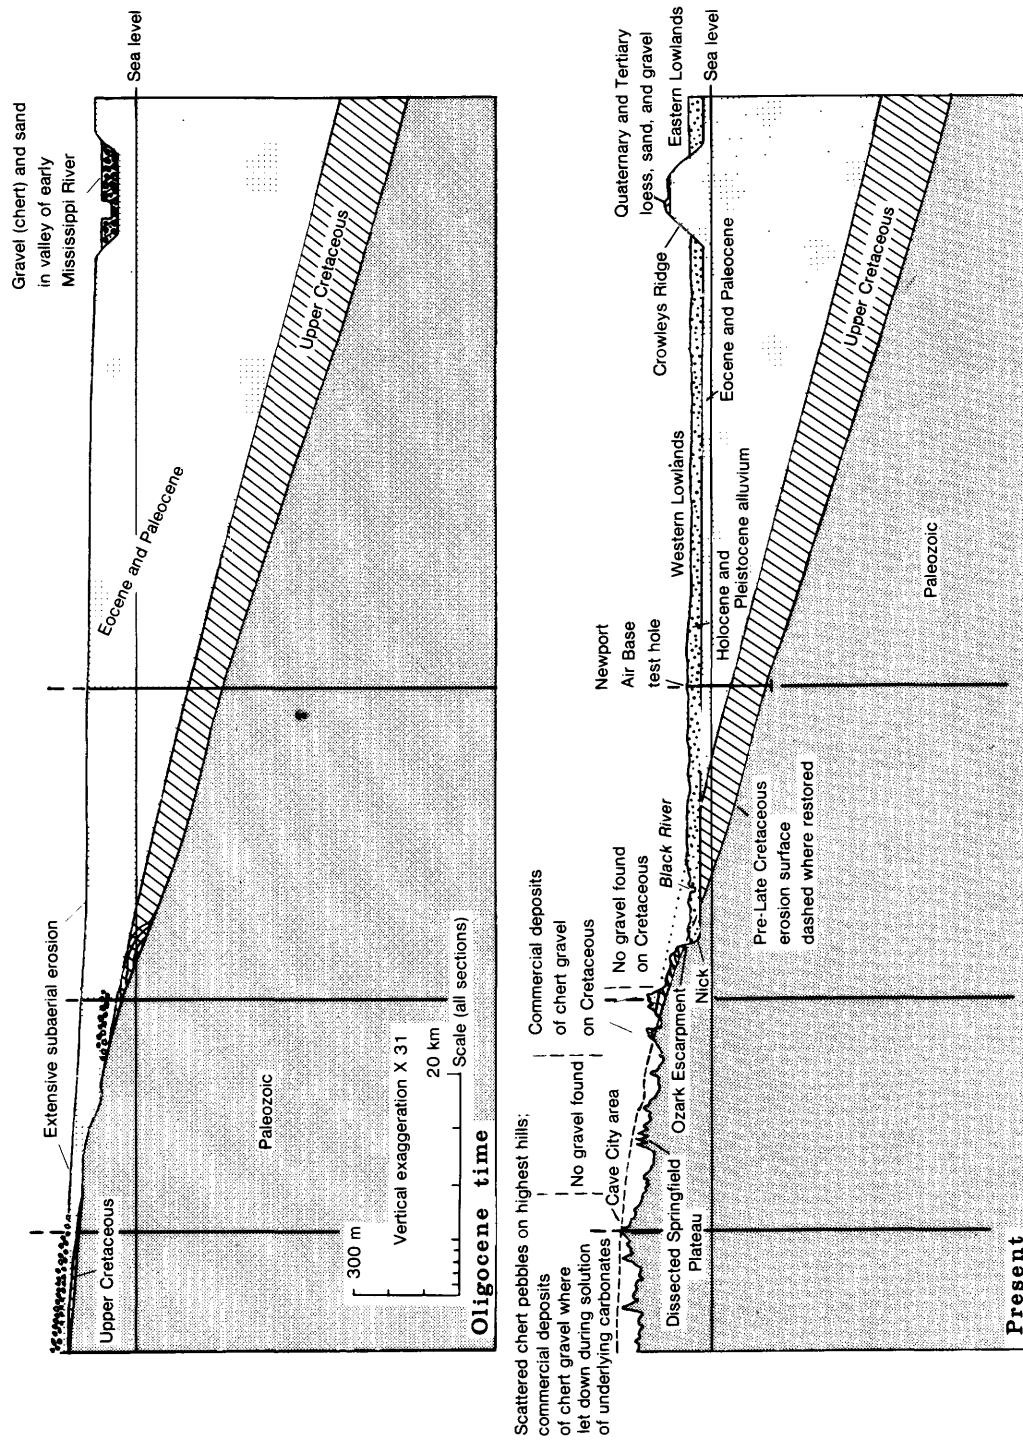 Gravel (chert) and sand
in valley of early
Mississippi River
Sea level
Extensive subaerial erosion
Eocene and Paleocene
Upper Cretaceous
Upper Cretaceous
Paleozoic
300 m
Vertical exaggeration X 31
20 km
Scale (all sections)
Oligocene time
Scattered chert pebbles on highest hills;
commercial deposits
of chert gravel where
let down during solution
of underlying carbonates
No gravel found
Commercial deposits
of chert gravel
on Cretaceous
No gravel found
on Cretaceous
Black River
Newport
Air Base
test hole
Western Lowlands
Crowleys Ridge
Quaternary and Tertiary
loess, sand, and gravel
Eastern Lowlands
Sea level
Cave City area
Dissected Springfield
Plateau
Ozark Escarpment
Nick
Holocene and
Pleistocene alluvium
Eocene and Paleocene
Pre-Late Cretaceous
erosion surface
dashed where restored
Upper Cretaceous
Paleozoic
Present